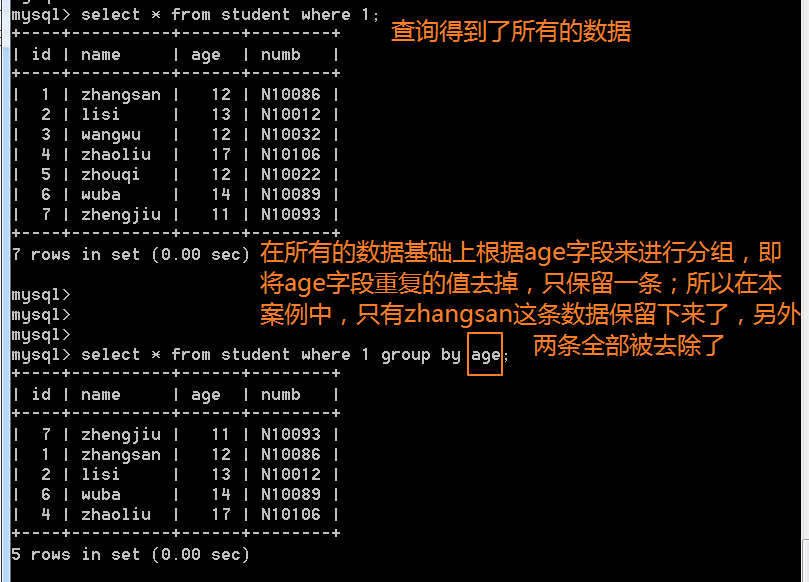 mysql> select * from student where 1;
查询得到了所有的数据
+----+----------+------+--------+
| id | name     | age  | numb   |
+----+----------+------+--------+
|  1 | zhangsan |   12 | N10086 |
|  2 | lisi     |   13 | N10012 |
|  3 | wangwu   |   12 | N10032 |
|  4 | zhaoliu  |   17 | N10106 |
|  5 | zhouqi   |   12 | N10022 |
|  6 | wuba     |   14 | N10089 |
|  7 | zhengjiu |   11 | N10093 |
+----+----------+------+--------+
7 rows in set (0.00 sec)
在所有的数据基础上根据age字段来进行分组，即
将age字段重复的值去掉，只保留一条；所以在本
案例中，只有zhangsan这条数据保留下来了，另外
两条全部被去除了
mysql>
mysql>
mysql>
mysql> select * from student where 1 group by age;
+----+----------+------+--------+
| id | name     | age  | numb   |
+----+----------+------+--------+
|  7 | zhengjiu |   11 | N10093 |
|  1 | zhangsan |   12 | N10086 |
|  2 | lisi     |   13 | N10012 |
|  6 | wuba     |   14 | N10089 |
|  4 | zhaoliu  |   17 | N10106 |
+----+----------+------+--------+
5 rows in set (0.00 sec)